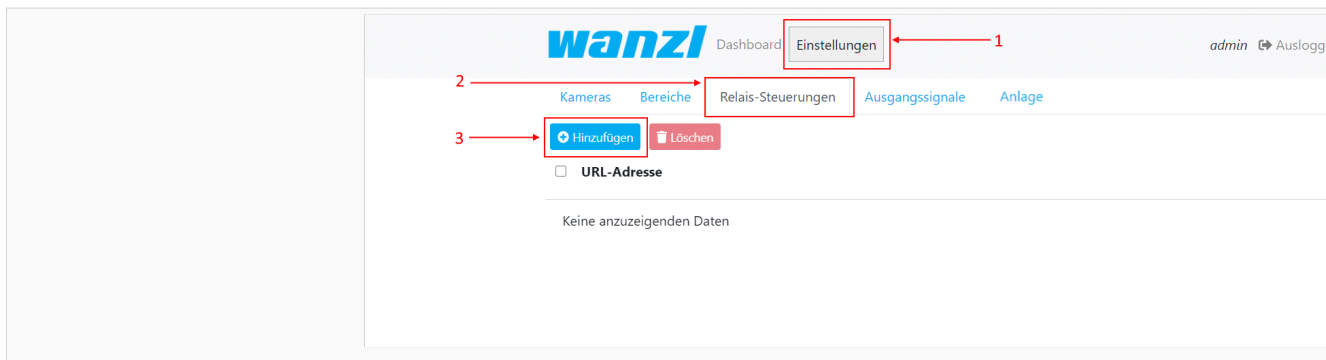 wanzl Dashboard Einstellungen 1 admin Auslogg
2
Kameras Bereiche Relais-Steuerungen Ausgangssignale Anlage
3 Hinzufügen Löschen
URL-Adresse
Keine anzuzeigenden Daten